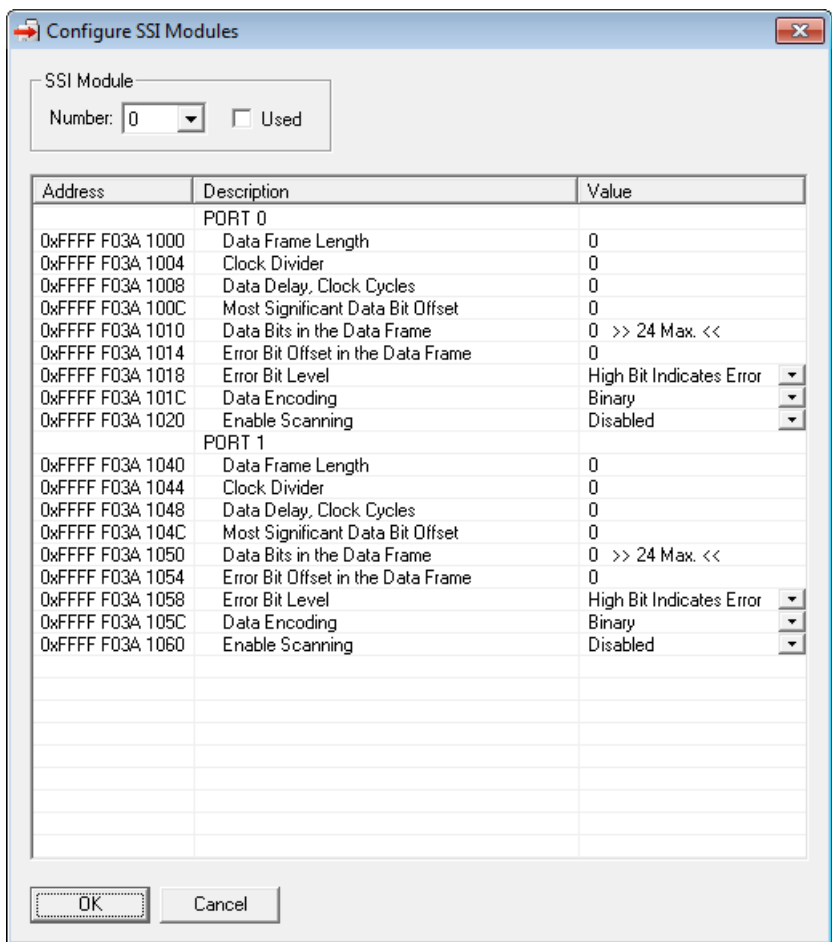 Configure SSI Modules
SSI Module
Number: 0 Used
Address Description Value
PORT 0
0xFFFF F03A 1000 Data Frame Length 0
0xFFFF F03A 1004 Clock Divider 0
0xFFFF F03A 1008 Data Delay, Clock Cycles 0
0xFFFF F03A 100C Most Significant Data Bit Offset 0
0xFFFF F03A 1010 Data Bits in the Data Frame 0 >> 24 Max. <<
0xFFFF F03A 1014 Error Bit Offset in the Data Frame 0
0xFFFF F03A 1018 Error Bit Level High Bit Indicates Error
0xFFFF F03A 101C Data Encoding Binary
0xFFFF F03A 1020 Enable Scanning Disabled
PORT 1
0xFFFF F03A 1040 Data Frame Length 0
0xFFFF F03A 1044 Clock Divider 0
0xFFFF F03A 1048 Data Delay, Clock Cycles 0
0xFFFF F03A 104C Most Significant Data Bit Offset 0
0xFFFF F03A 1050 Data Bits in the Data Frame 0 >> 24 Max. <<
0xFFFF F03A 1054 Error Bit Offset in the Data Frame 0
0xFFFF F03A 1058 Error Bit Level High Bit Indicates Error
0xFFFF F03A 105C Data Encoding Binary
0xFFFF F03A 1060 Enable Scanning Disabled
OK Cancel